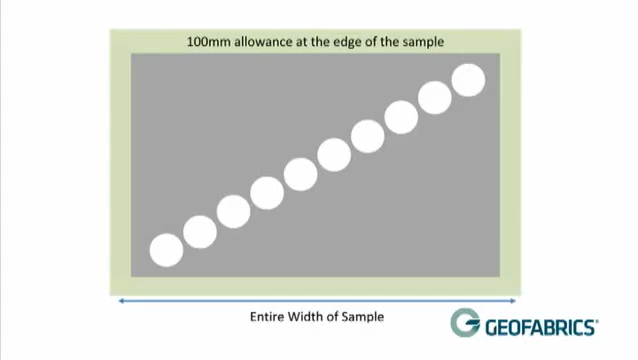 100mm allowance at the edge of the sample
Entire Width of Sample
GEOFABRICS®